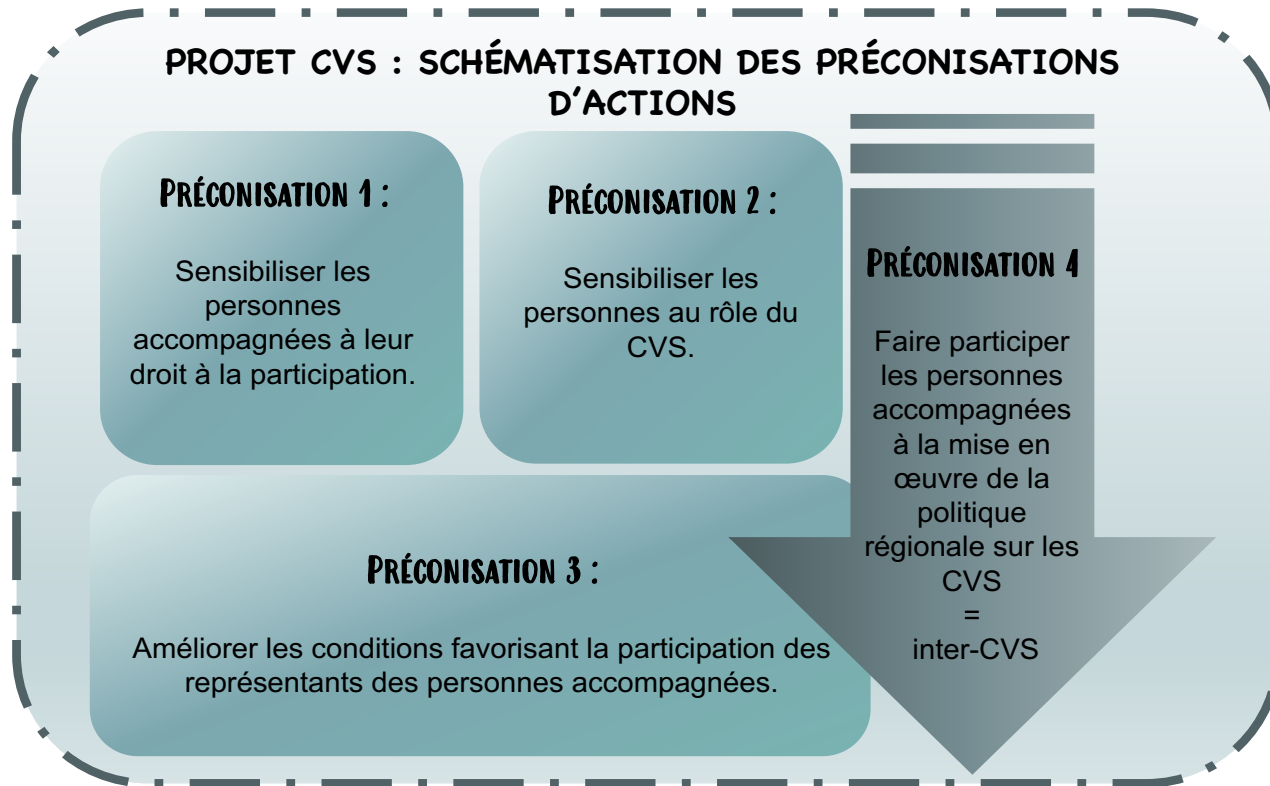 PROJET CVS : SCHÉMATISATION DES PRÉCONISATIONS
D'ACTIONS
PRÉCONISATION 1 :
Sensibiliser les
personnes
accompagnées à leur
droit à la participation.
PRÉCONISATION 2 :
Sensibiliser les
personnes au rôle du
CVS.
PRÉCONISATION 3 :
Améliorer les conditions favorisant la participation des
représentants des personnes accompagnées.
PRÉCONISATION 4
Faire participer
les personnes
accompagnées
à la mise en
œuvre de la
politique
régionale sur les
CVS
=
inter-CVS